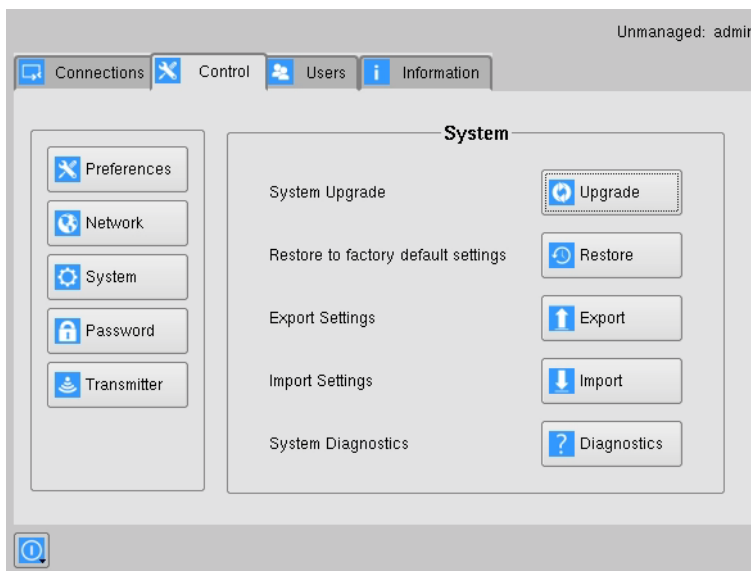 Unmanaged: admin
Connections Control Users Information
System
Preferences
Network
System
Password
Transmitter
System Upgrade Upgrade
Restore to factory default settings Restore
Export Settings Export
Import Settings Import
System Diagnostics Diagnostics